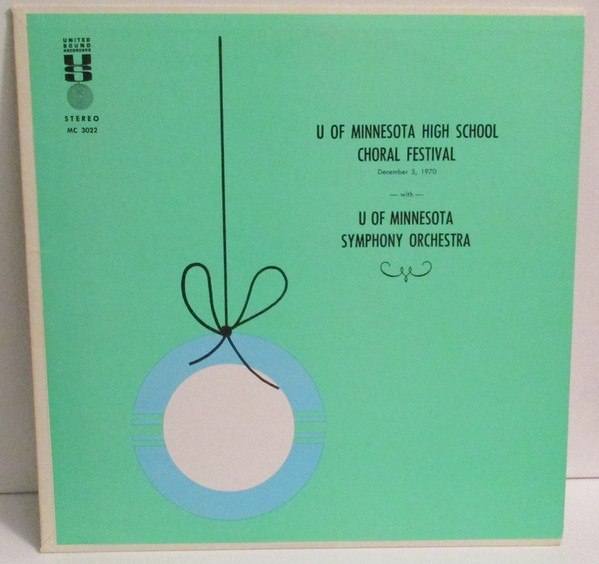 UNITED
SOUND
RECORDERS
US
STEREO
MC 3022
U OF MINNESOTA HIGH SCHOOL
CHORAL FESTIVAL
December 5, 1970
— with —
U OF MINNESOTA
SYMPHONY ORCHESTRA